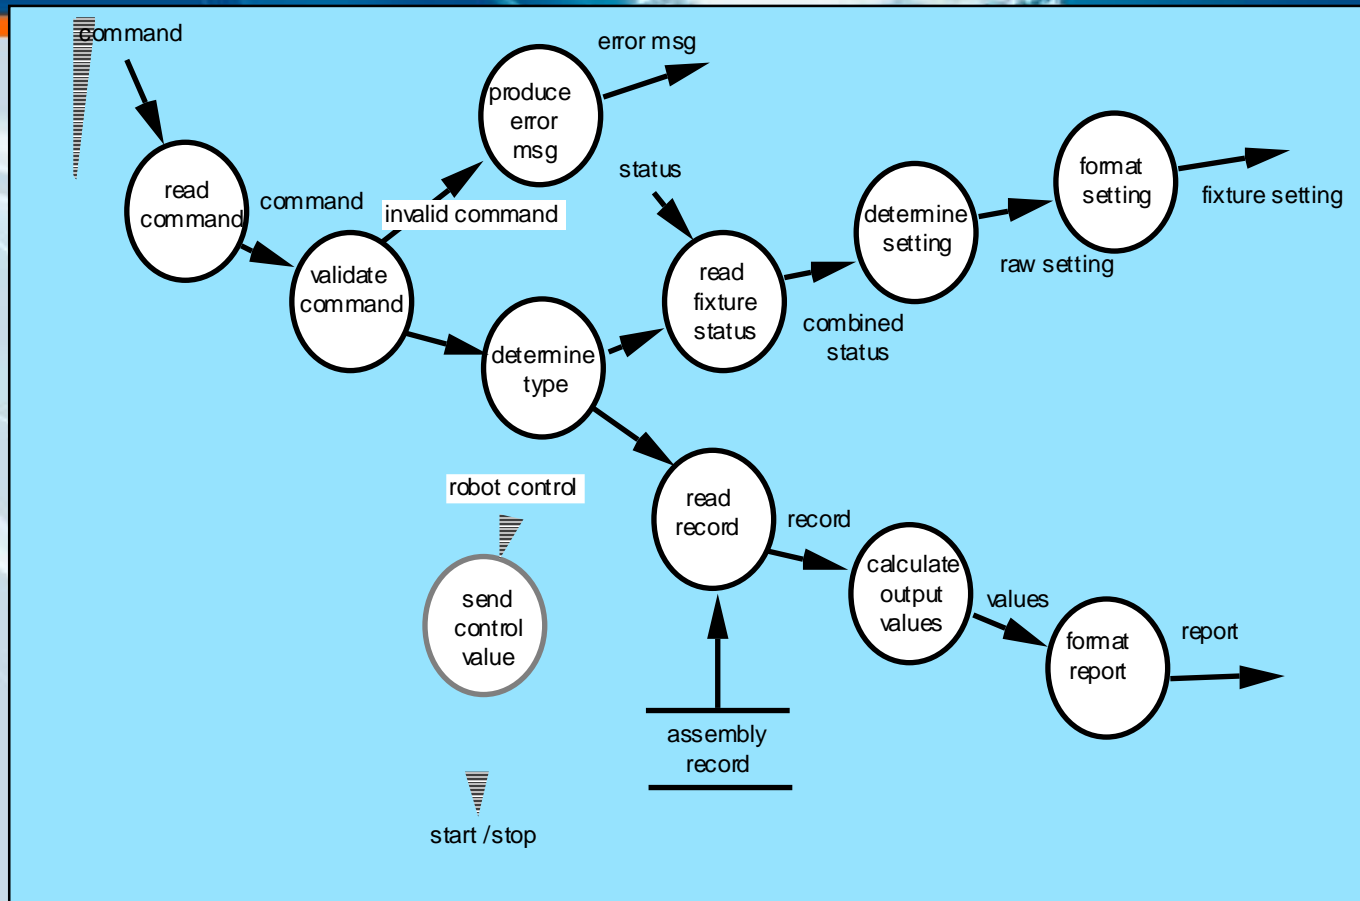 command
error msg
produce
error
msg
read
command
command
invalid command
validate
command
status
read
fixture
status
determine
setting
format
setting
fixture setting
raw setting
combined
status
determine
type
robot control
send
control
value
start /stop
read
record
record
assembly
record
calculate
output
values
values
format
report
report